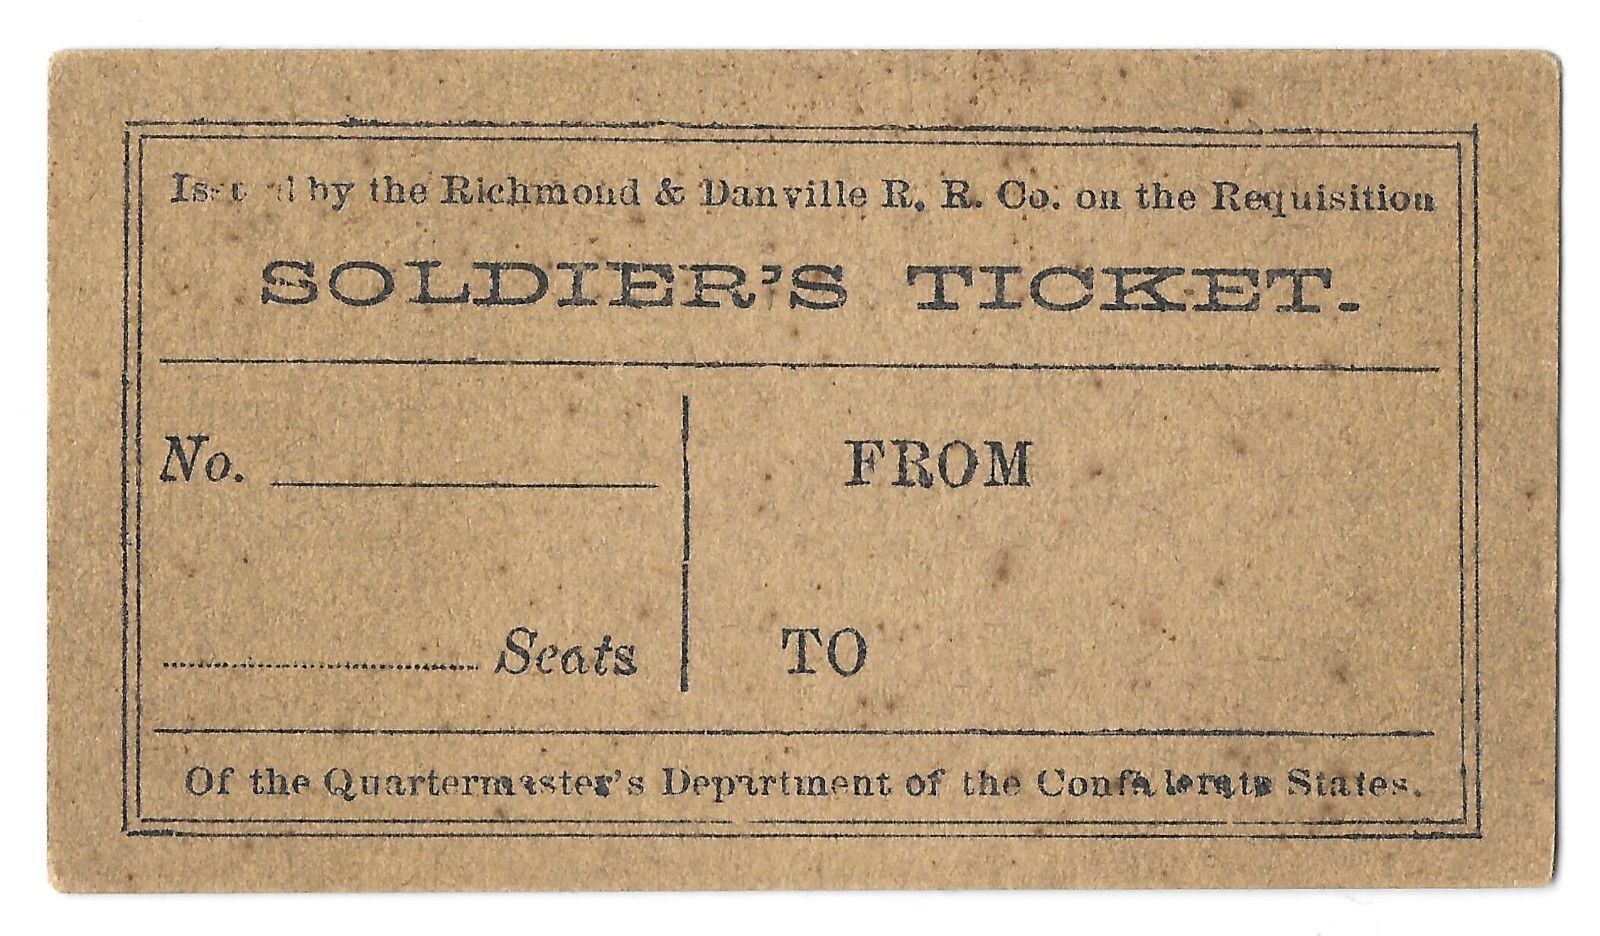 Issued by the Richmond & Danville R. R. Co. on the Requisition
SOLDIER'S TICKET.
No.
FROM
Seats
TO
Of the Quartermaster's Department of the Confederate States.